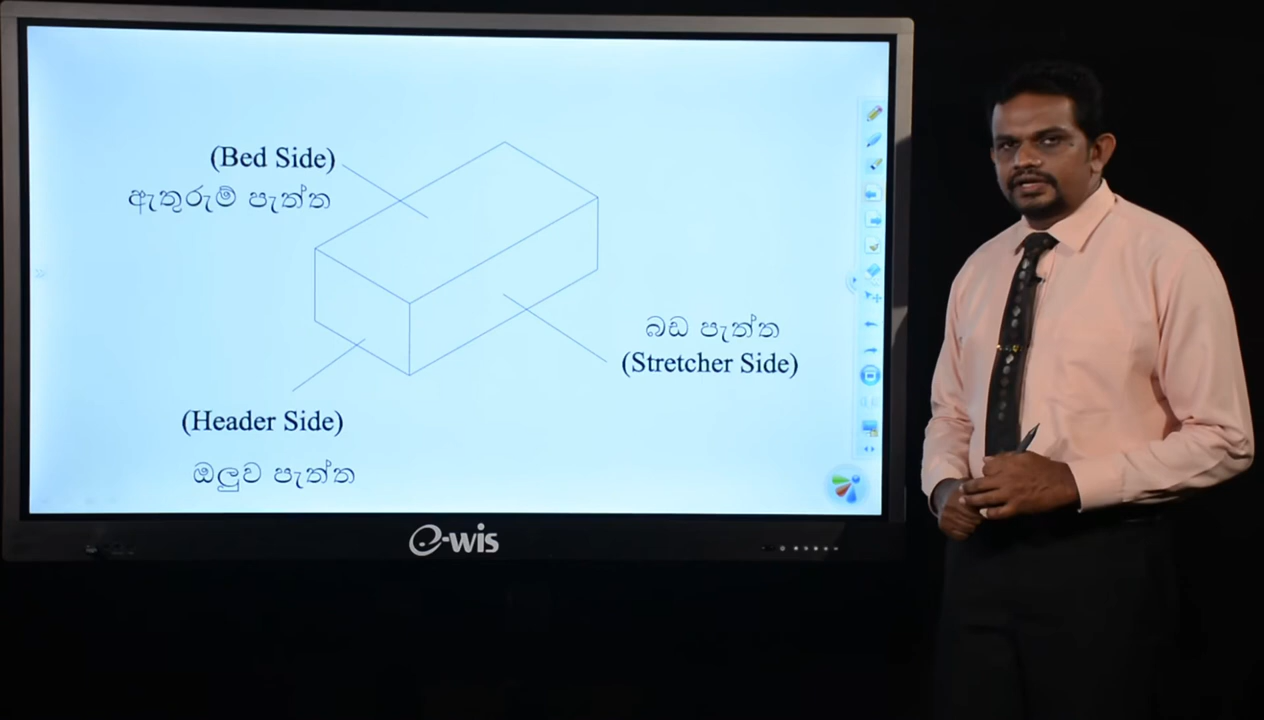 (Bed Side)
ඇතුරුම් පැත්ත
බඩ පැත්ත
(Stretcher Side)
(Header Side)
ඔලුව පැත්ත
e-wis